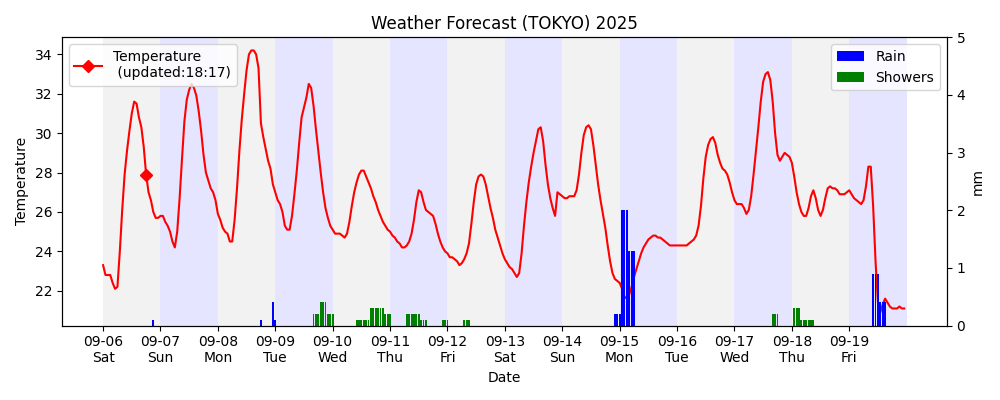 Weather Forecast (TOKYO) 2025
Temperature
(updated:18:17)
Rain
Showers
Temperature
34
32
30
28
26
24
22
5
4
3
2
1
0
mm
09-06 09-07 09-08 09-09 09-10 09-11 09-12 09-13 09-14 09-15 09-16 09-17 09-18 09-19
Sat Sun Mon Tue Wed Thu Fri Sat Sun Mon Tue Wed Thu Fri
Date